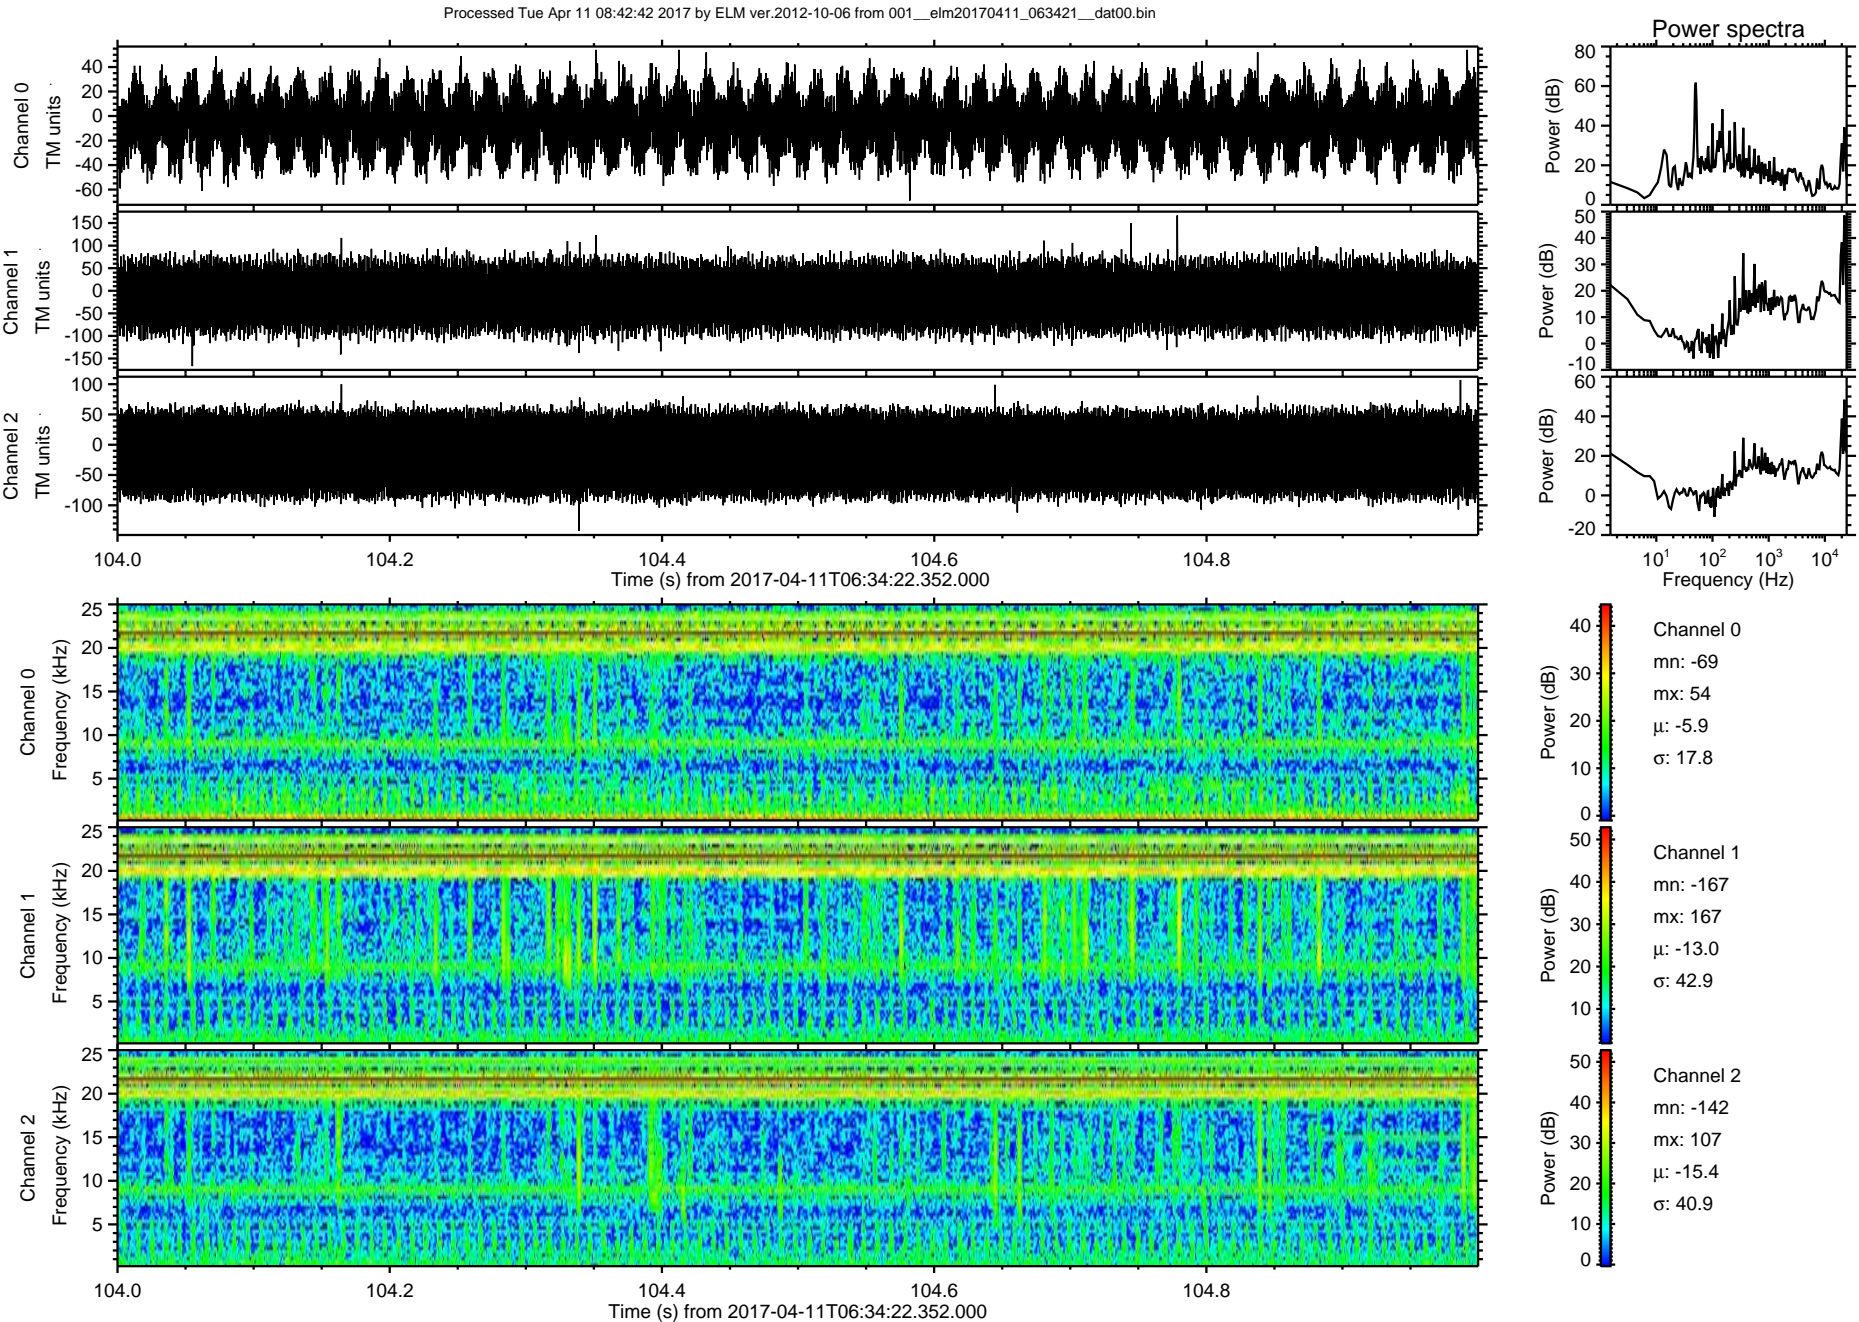 Processed Tue Apr 11 08:42:42 2017 by ELM ver.2012-10-06 from 001__elm20170411_063421__dat00.bin
Power spectra
Channel 0
TM units
40
20
0
-20
-40
-60
Power (dB)
80
60
40
20
0
Channel 1
TM units
150
100
50
0
-50
-100
-150
Power (dB)
50
40
30
20
10
0
-10
Channel 2
TM units
100
50
0
-50
-100
Power (dB)
60
40
20
0
-20
104.0 104.2 104.4 104.6 104.8
Time (s) from 2017-04-11T06:34:22.352.000
10¹ 10² 10³ 10⁴
Frequency (Hz)
Channel 0
Frequency (kHz)
25
20
15
10
5
Power (dB)
40
30
20
10
0
Channel 0
mn: -69
mx: 54
μ: -5.9
σ: 17.8
Channel 1
Frequency (kHz)
25
20
15
10
5
Power (dB)
50
40
30
20
10
Channel 1
mn: -167
mx: 167
μ: -13.0
σ: 42.9
Channel 2
Frequency (kHz)
25
20
15
10
5
Power (dB)
50
40
30
20
10
0
Channel 2
mn: -142
mx: 107
μ: -15.4
σ: 40.9
104.0 104.2 104.4 104.6 104.8
Time (s) from 2017-04-11T06:34:22.352.000